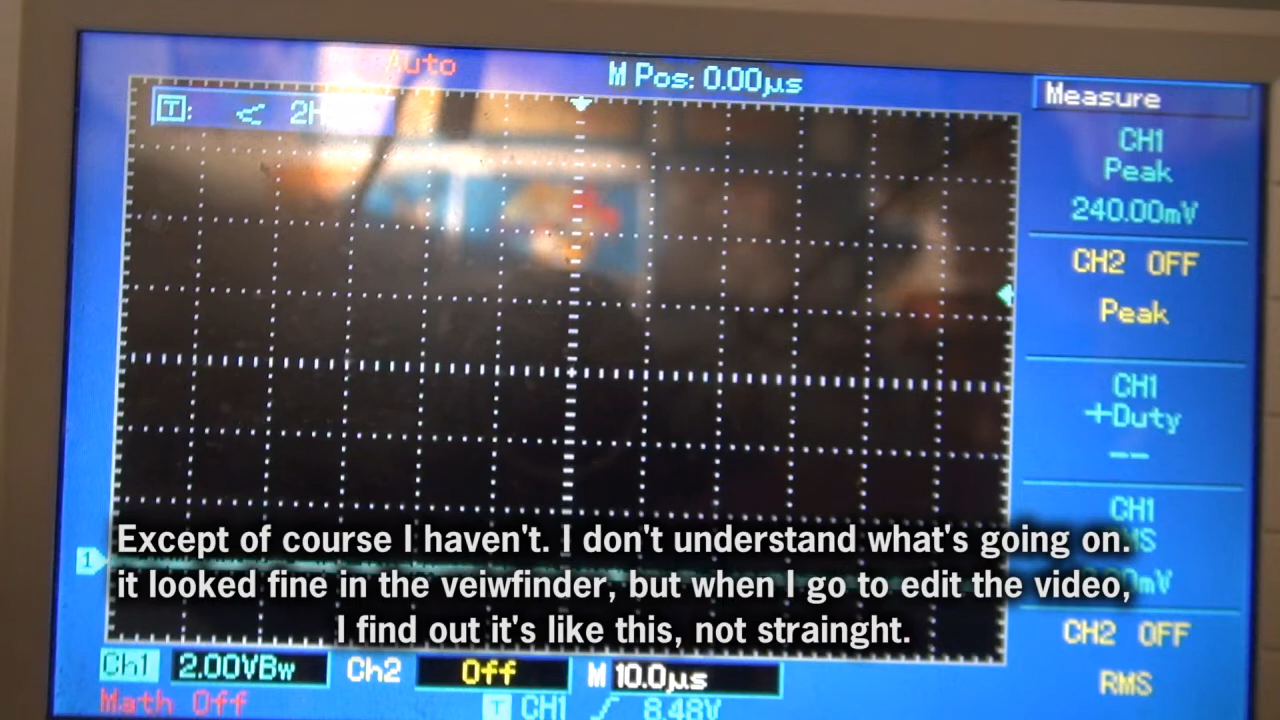 Auto
M Pos: 0.00µs
Measure
T: < 2H
CH1
Peak
240.00mV
CH2 OFF
Peak
CH1
+Duty
--
CH1
Except of course I haven't. I don't understand what's going on.
it looked fine in the veiwfinder, but when I go to edit the video,
I find out it's like this, not strainght.
1
CH2 OFF
RMS
Ch1 2.00VBw Ch2 Off M 10.0µs
Math Off T CH1 8.48V